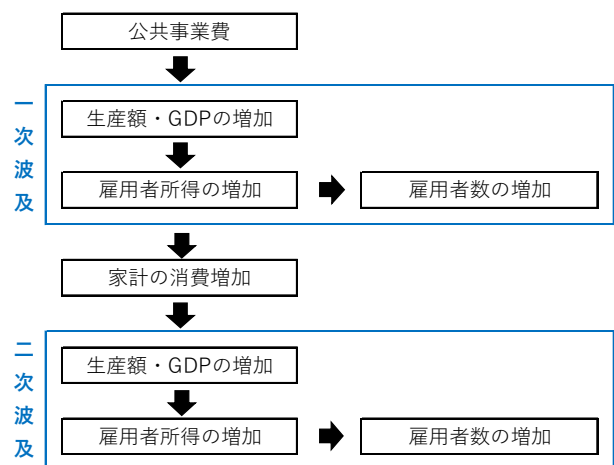 公共事業費
一次波及
生産額・GDPの増加
雇用者所得の増加
雇用者数の増加
家計の消費増加
二次波及
生産額・GDPの増加
雇用者所得の増加
雇用者数の増加